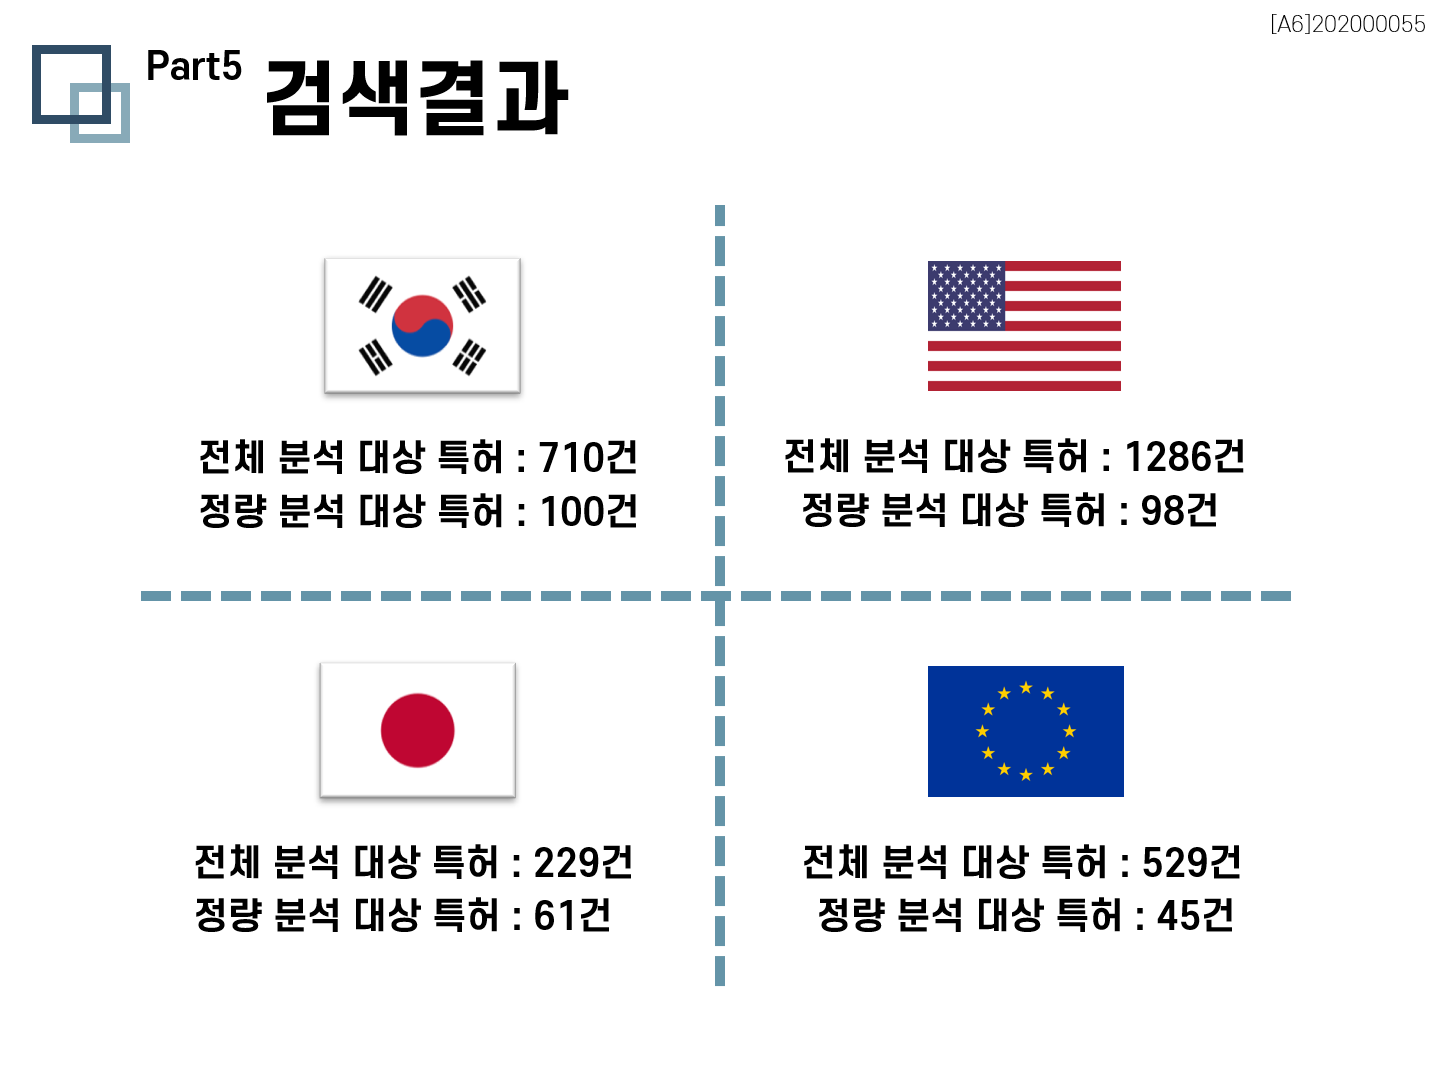 [A6]202000055
Part5 검색결과
전체 분석 대상 특허 : 710건
정량 분석 대상 특허 : 100건
전체 분석 대상 특허 : 1286건
정량 분석 대상 특허 : 98건
전체 분석 대상 특허 : 229건
정량 분석 대상 특허 : 61건
전체 분석 대상 특허 : 529건
정량 분석 대상 특허 : 45건